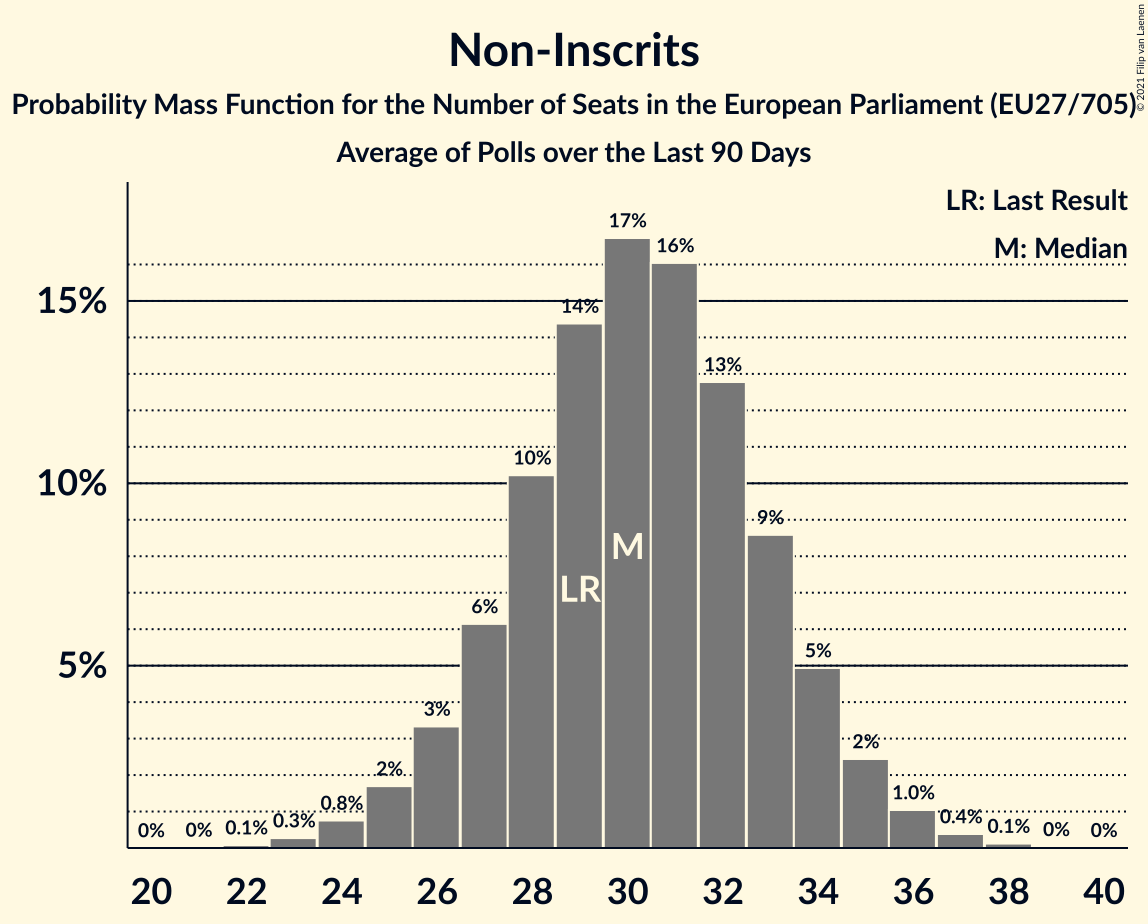 Non-Inscrits
Probability Mass Function for the Number of Seats in the European Parliament (EU27/705)
Average of Polls over the Last 90 Days
© 2021 Filip van Laenen
LR: Last Result
M: Median
15%
10%
5%
0%
0%
0.1%
0.3%
0.8%
2%
3%
6%
10%
14%
17%
16%
13%
9%
5%
2%
1.0%
0.4%
0.1%
0%
0%
LR
M
20 22 24 26 28 30 32 34 36 38 40